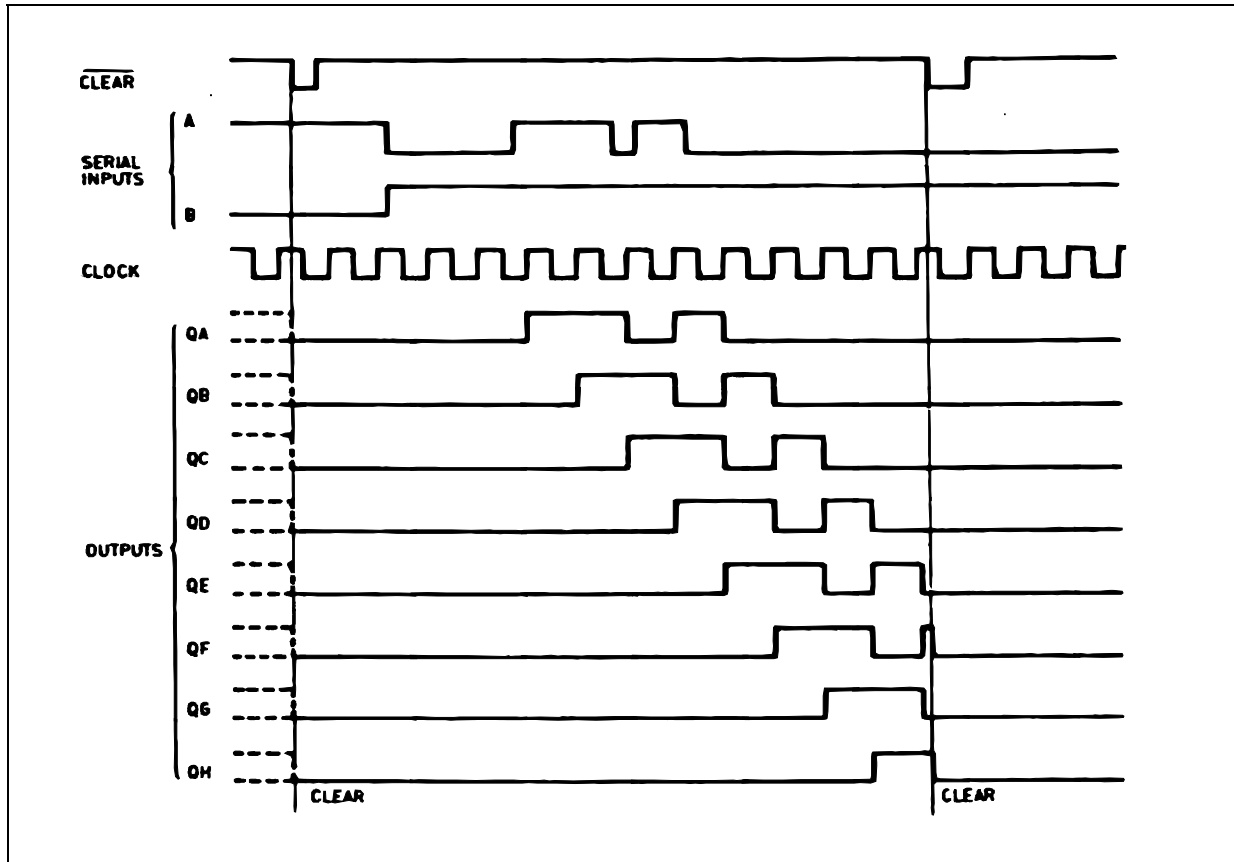 CLEAR
A
SERIAL
INPUTS
B
CLOCK
QA
QB
QC
QD
OUTPUTS
QE
QF
QG
QH
CLEAR
CLEAR